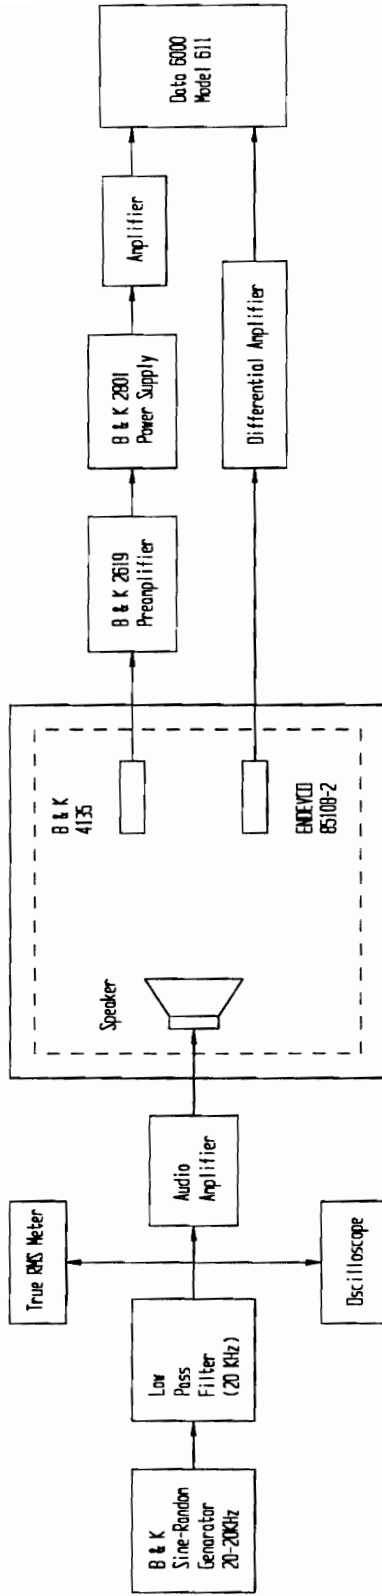 B & K
Sine-Random
Generator
20-20KHz
Low
Pass
Filter
(20 KHz)
True RMS Meter
Oscilloscope
Audio
Amplifier
Speaker
B & K
4135
ENDEVCO
8510B-2
B & K 2619
Preamplifier
B & K 2801
Power Supply
Amplifier
Differential Amplifier
Data 6000
Model 611